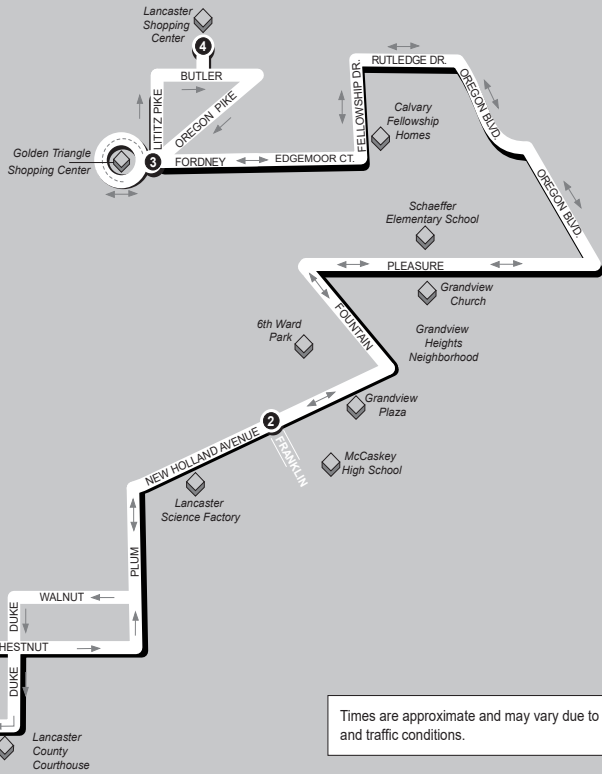 Lancaster
Shopping
Center
4
BUTLER
LITITZ PIKE
OREGON PIKE
Golden Triangle
Shopping Center
3
FORDNEY
EDGEMOOR CT.
FELLOWSHIP DR.
RUTLEDGE DR.
OREGON BLVD.
Calvary
Fellowship
Homes
OREGON BLVD.
Schaeffer
Elementary School
PLEASURE
Grandview
Church
FOUNTAIN
6th Ward
Park
Grandview
Heights
Neighborhood
Grandview
Plaza
2
FRANKLIN
NEW HOLLAND AVENUE
McCaskey
High School
Lancaster
Science Factory
PLUM
WALNUT
DUKE
HESTNUT
DUKE
Lancaster
County
Courthouse
Times are approximate and may vary due to
and traffic conditions.